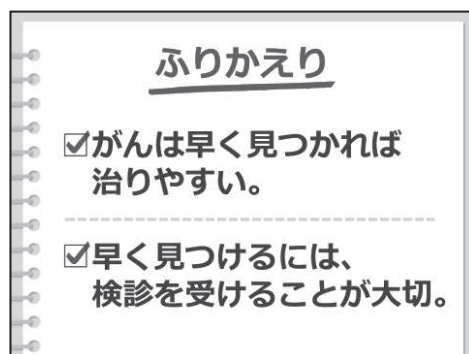 ふりかえり
☑がんは早く見つかれば
治りやすい。
☑早く見つけるには、
検診を受けることが大切。